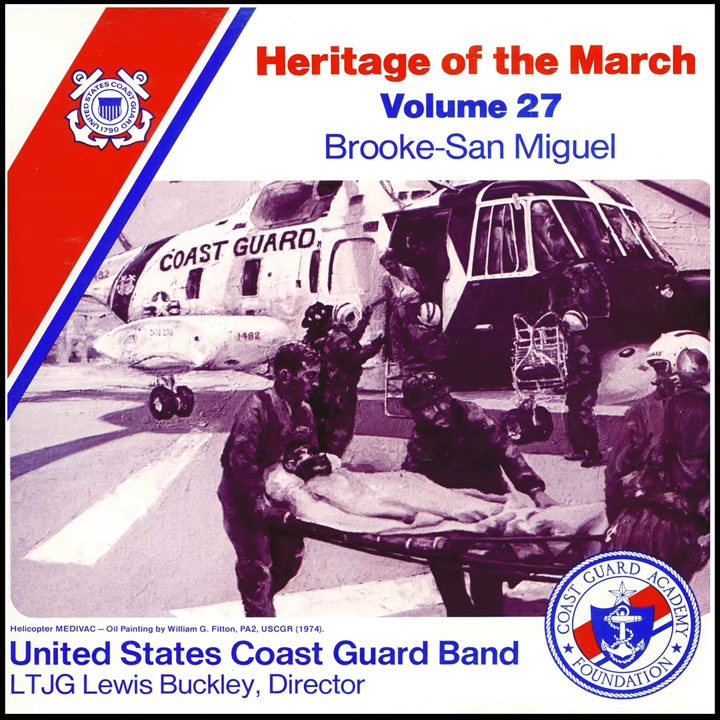 Heritage of the March
Volume 27
Brooke-San Miguel
UNITED STATES COAST GUARD
1790
COAST GUARD
1482
Helicopter MEDIVAC – Oil Painting by William G. Fitton, PA2, USCGR (1974).
United States Coast Guard Band
LTJG Lewis Buckley, Director
COAST GUARD ACADEMY
FOUNDATION